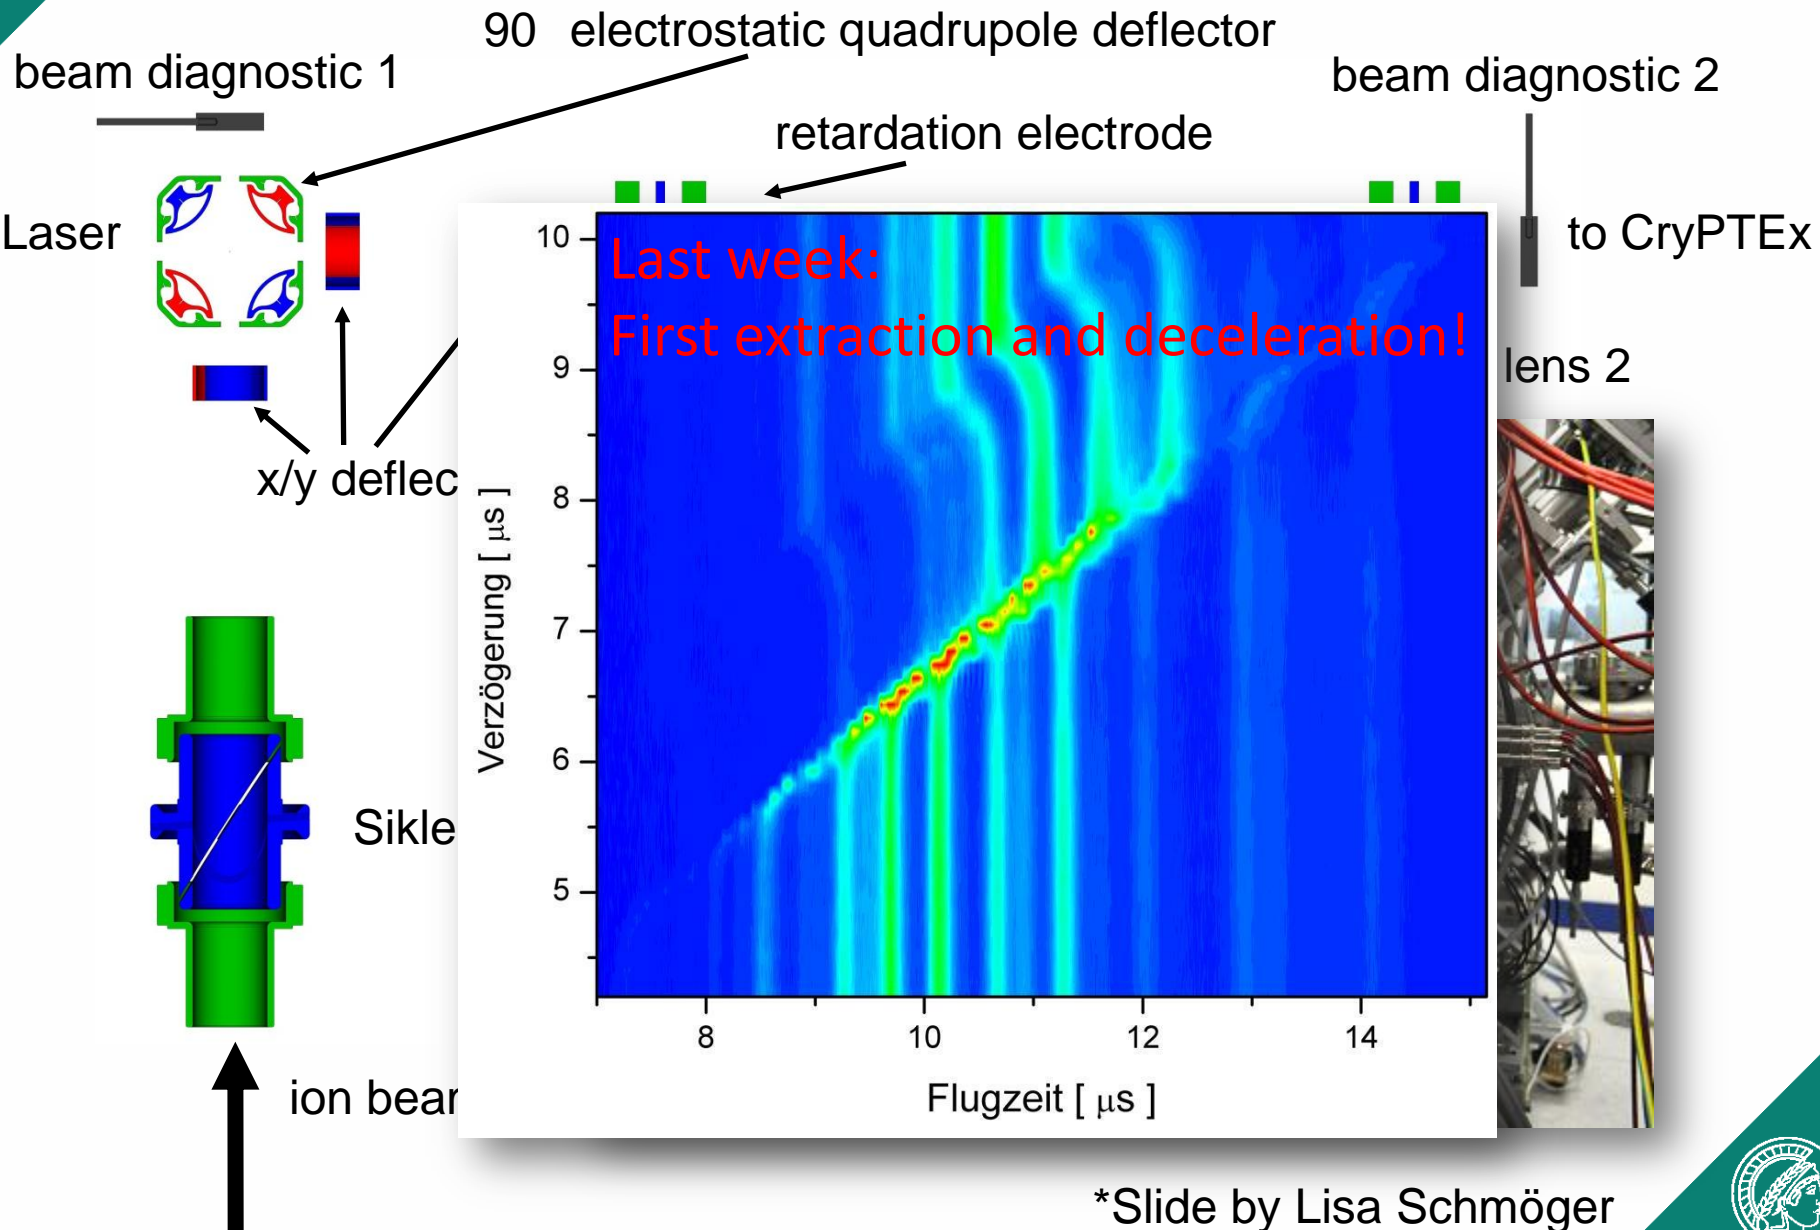 90 electrostatic quadrupole deflector
beam diagnostic 1
beam diagnostic 2
retardation electrode
Laser
to CryPTEx
Last week:
First extraction and deceleration!
lens 2
x/y deflec
Sikle
ion bear
Verzögerung [ μs ]
10
9
8
7
6
5
8
10
12
14
Flugzeit [ μs ]
*Slide by Lisa Schmöger